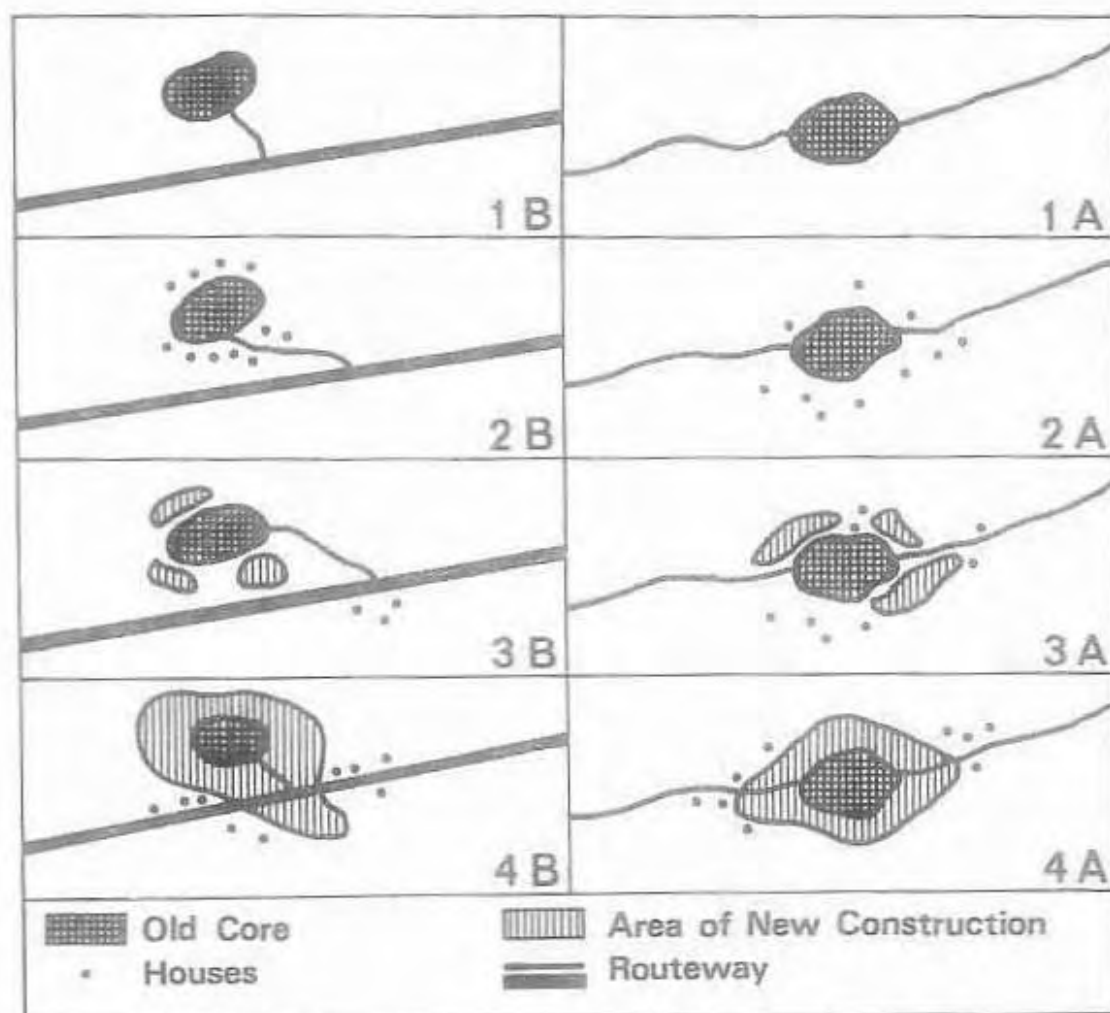 1 B
1 A
2 B
2 A
3 B
3 A
4 B
4 A
Old Core
Area of New Construction
Houses
Routeway